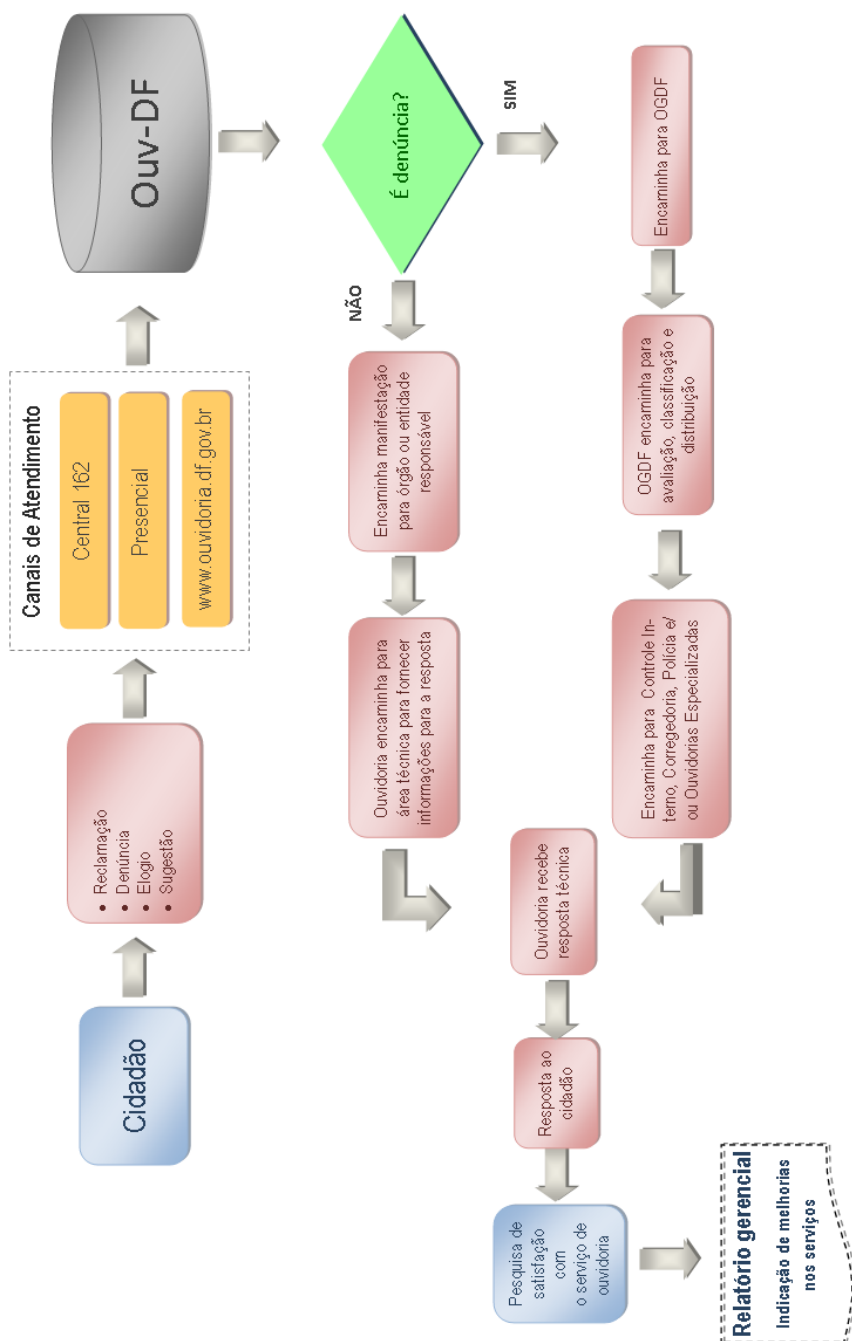 Cidadão
• Reclamação
• Denúncia
• Elogio
• Sugestão
Canais de Atendimento
Central 162
Presencial
www.ouvidoria.df.gov.br
Ouv-DF
É denúncia?
NÃO
SIM
Encaminha manifestação
para órgão ou entidade
responsável
Ouvidoria encaminha para
área técnica para fornecer
informações para a resposta
Encaminha para OGDF
OGDF encaminha para
avaliação, classificação e
distribuição
Encaminha para Controle In-
terno, Corregedoria, Polícia e/
ou Ouvidorias Especializadas
Ouvidoria recebe
resposta técnica
Resposta ao
cidadão
Pesquisa de
satisfação
com
o serviço de
ouvidoria
Relatório gerencial
Indicação de melhorias
nos serviços